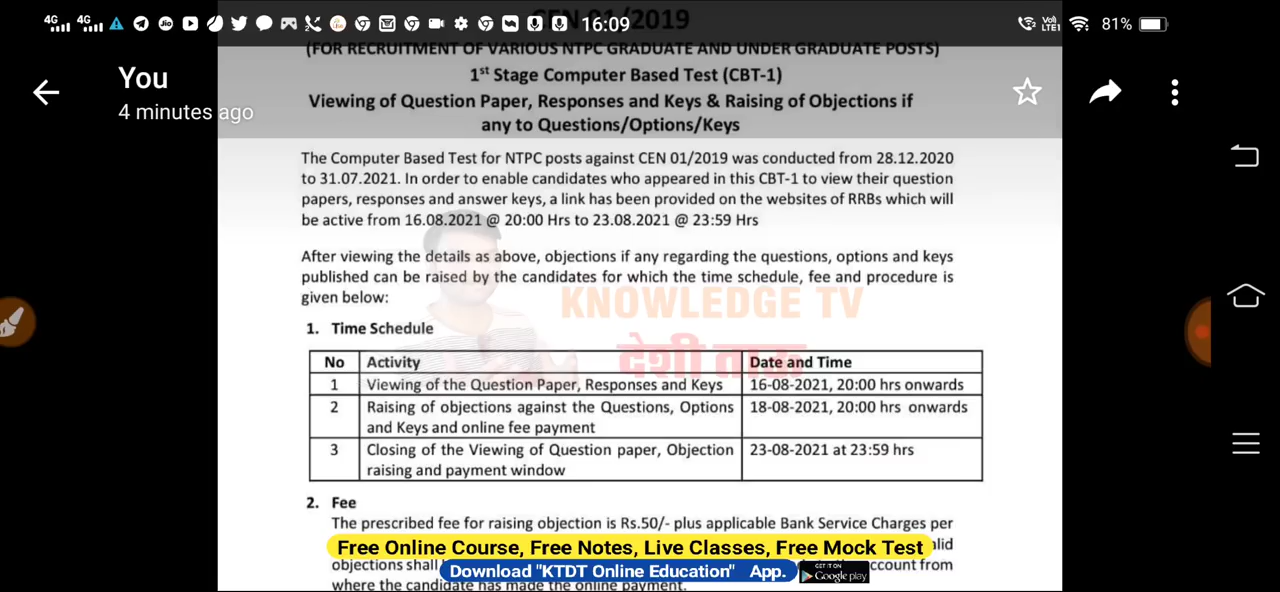 4G 4G Jio 16:09 Vol LTE1 81%
CEN 01/2019
(FOR RECRUITMENT OF VARIOUS NTPC GRADUATE AND UNDER GRADUATE POSTS)
You
4 minutes ago
1st Stage Computer Based Test (CBT-1)
Viewing of Question Paper, Responses and Keys & Raising of Objections if
any to Questions/Options/Keys
The Computer Based Test for NTPC posts against CEN 01/2019 was conducted from 28.12.2020
to 31.07.2021. In order to enable candidates who appeared in this CBT-1 to view their question
papers, responses and answer keys, a link has been provided on the websites of RRBs which will
be active from 16.08.2021 @ 20:00 Hrs to 23.08.2021 @ 23:59 Hrs
After viewing the details as above, objections if any regarding the questions, options and keys
published can be raised by the candidates for which the time schedule, fee and procedure is
given below:
KNOWLEDGE TV
देशी ताऊ
1. Time Schedule
No Activity Date and Time
1 Viewing of the Question Paper, Responses and Keys 16-08-2021, 20:00 hrs onwards
2 Raising of objections against the Questions, Options 18-08-2021, 20:00 hrs onwards
and Keys and online fee payment
3 Closing of the Viewing of Question paper, Objection 23-08-2021 at 23:59 hrs
raising and payment window
2. Fee
The prescribed fee for raising objection is Rs.50/- plus applicable Bank Service Charges per
Free Online Course, Free Notes, Live Classes, Free Mock Test
objections shall
account from
Download "KTDT Online Education" App. GET IT ON Google play
where the candidate has made the online payment.